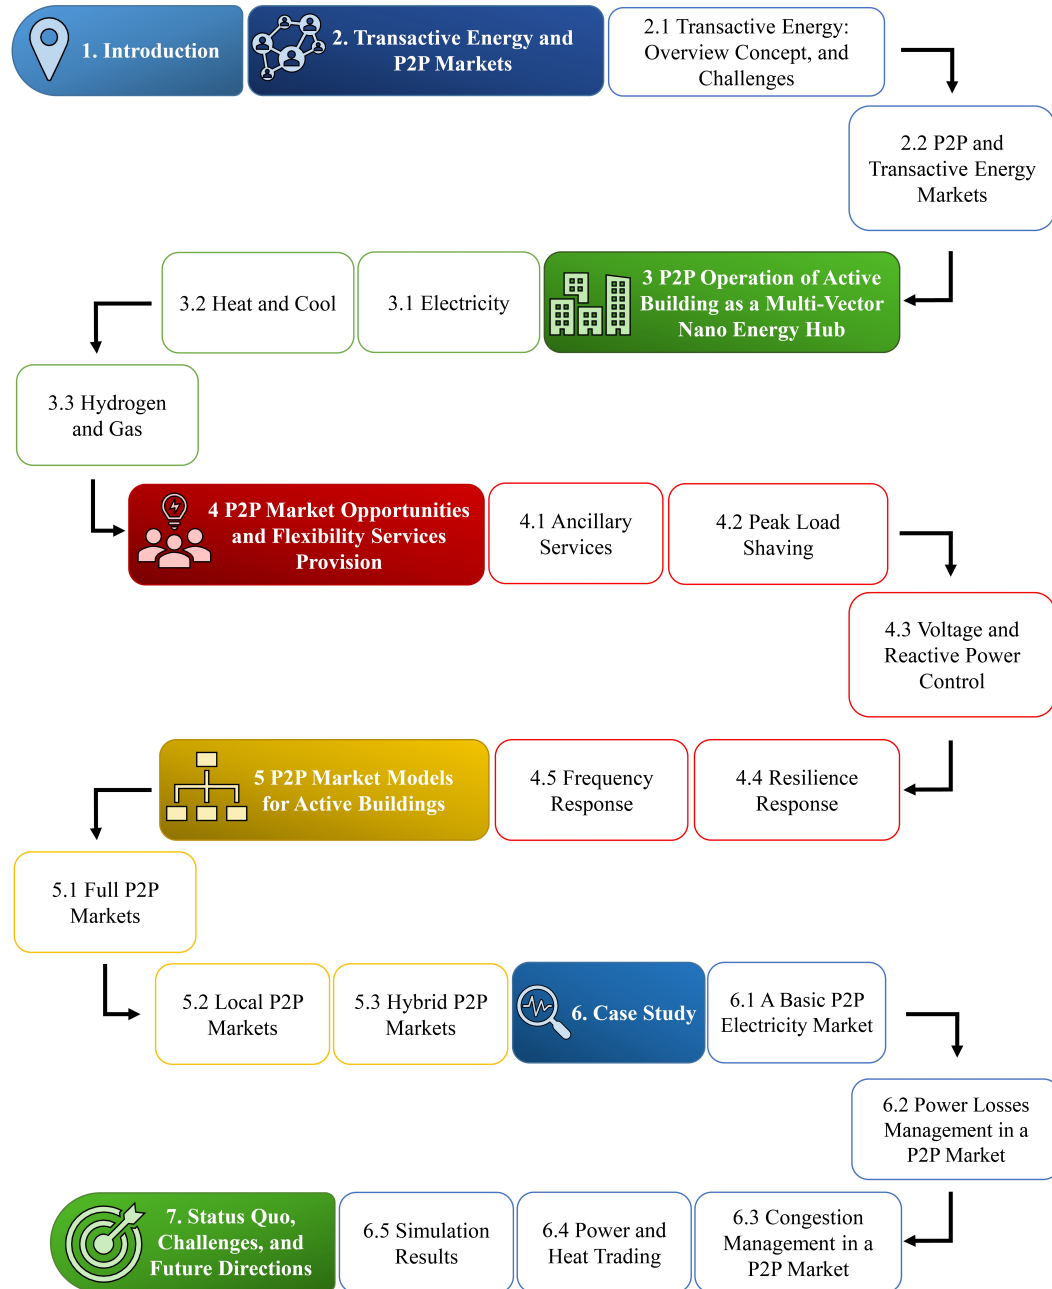 1. Introduction
2. Transactive Energy and
P2P Markets
2.1 Transactive Energy:
Overview Concept, and
Challenges
2.2 P2P and
Transactive Energy
Markets
3 P2P Operation of Active
Building as a Multi-Vector
Nano Energy Hub
3.1 Electricity
3.2 Heat and Cool
3.3 Hydrogen
and Gas
4 P2P Market Opportunities
and Flexibility Services
Provision
4.1 Ancillary
Services
4.2 Peak Load
Shaving
4.3 Voltage and
Reactive Power
Control
4.4 Resilience
Response
4.5 Frequency
Response
5 P2P Market Models
for Active Buildings
5.1 Full P2P
Markets
5.2 Local P2P
Markets
5.3 Hybrid P2P
Markets
6. Case Study
6.1 A Basic P2P
Electricity Market
6.2 Power Losses
Management in a
P2P Market
6.3 Congestion
Management in a
P2P Market
6.4 Power and
Heat Trading
6.5 Simulation
Results
7. Status Quo,
Challenges, and
Future Directions